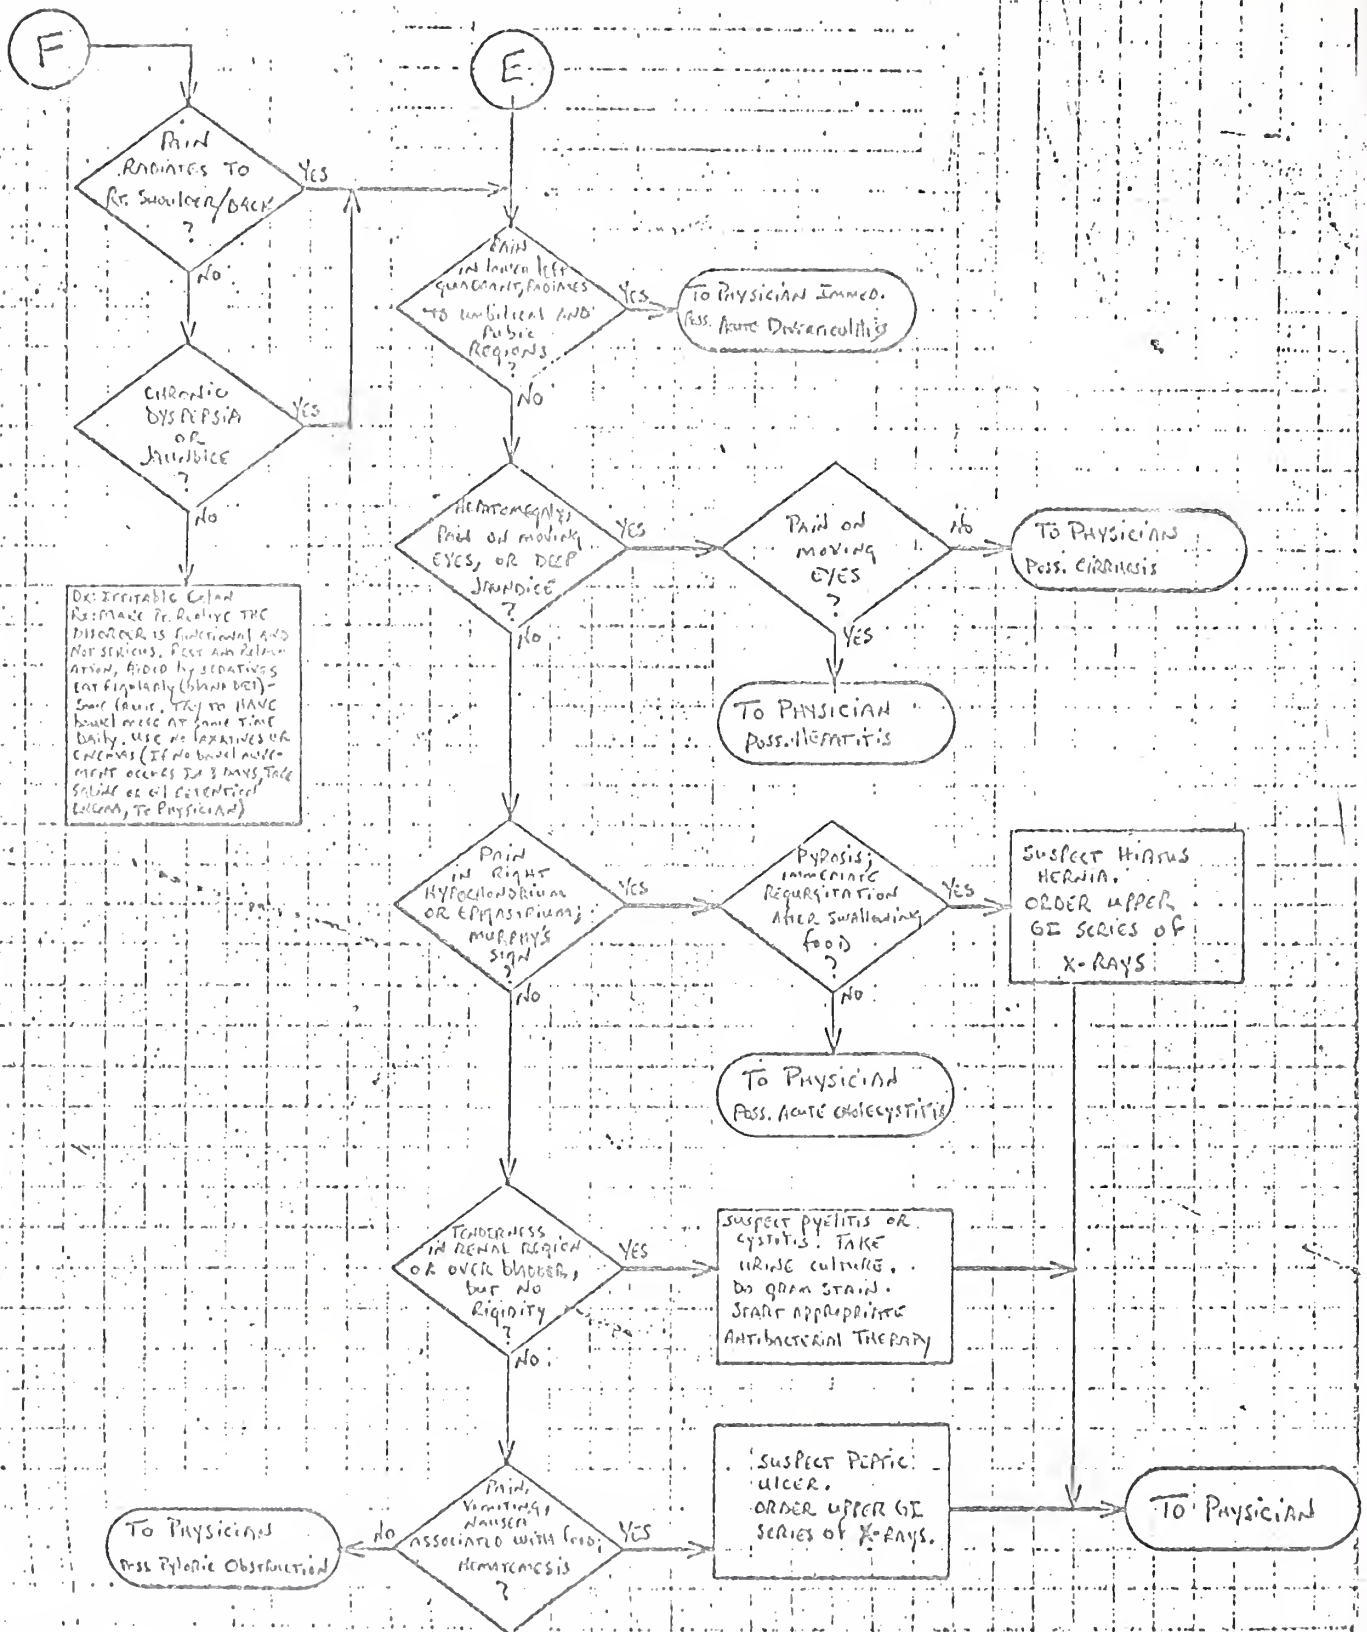 F
E
PAIN
RADIATES TO
RT. SHOULDER/BACK
?
YES
NO
CHRONIC
DYSPEPSIA
OR
JAUNDICE
?
YES
NO
DX: IRRITABLE COLON
RX: MAKE PT. REALIZE THE
DISORDER IS FUNCTIONAL AND
NOT SERIOUS. REST AND RELAX-
ATION, AIDED BY SEDATIVES
EAT REGULARLY (BLAND DIET)-
SOME FRUIT. TRY TO HAVE
BOWEL MOVE AT SAME TIME
DAILY. USE NO LAXATIVES OR
ENEMAS (IF NO BOWEL MOVE-
MENT OCCURS IN 3 DAYS, TAKE
SALINE OR OIL RETENTION
ENEMA, TO PHYSICIAN)
PAIN
IN LOWER LEFT
QUADRANT, RADIATES
TO UMBILICAL AND
PUBIC
REGIONS
?
YES
TO PHYSICIAN IMMED.
POSS. ACUTE DIVERTICULITIS
NO
HEPATOMEGALY,
PAIN ON MOVING
EYES, OR DEEP
JAUNDICE
?
YES
NO
PAIN ON
MOVING
EYES
?
NO
TO PHYSICIAN
POSS. CIRRHOSIS
YES
TO PHYSICIAN
POSS. HEPATITIS
PAIN
IN RIGHT
HYPOCHONDRIUM
OR EPIGASTRIUM;
MURPHY'S
SIGN
?
YES
NO
PYROSIS;
IMMEDIATE
REGURGITATION
AFTER SWALLOWING
FOOD
?
YES
SUSPECT HIATUS
HERNIA.
ORDER UPPER
GI SERIES OF
X-RAYS
NO
TO PHYSICIAN
POSS. ACUTE CHOLECYSTITIS
TENDERNESS
IN RENAL REGION
OR OVER BLADDER,
BUT NO
RIGIDITY
?
YES
SUSPECT PYELITIS OR
CYSTITIS. TAKE
URINE CULTURE.
DO GRAM STAIN.
START APPROPRIATE
ANTIBACTERIAL THERAPY
NO
PAIN,
VOMITING,
NAUSEA
ASSOCIATED WITH FOOD;
HEMATEMESIS
?
NO
TO PHYSICIAN
POSS PYLORIC OBSTRUCTION
YES
SUSPECT PEPTIC
ULCER.
ORDER UPPER GI
SERIES OF X-RAYS.
TO PHYSICIAN